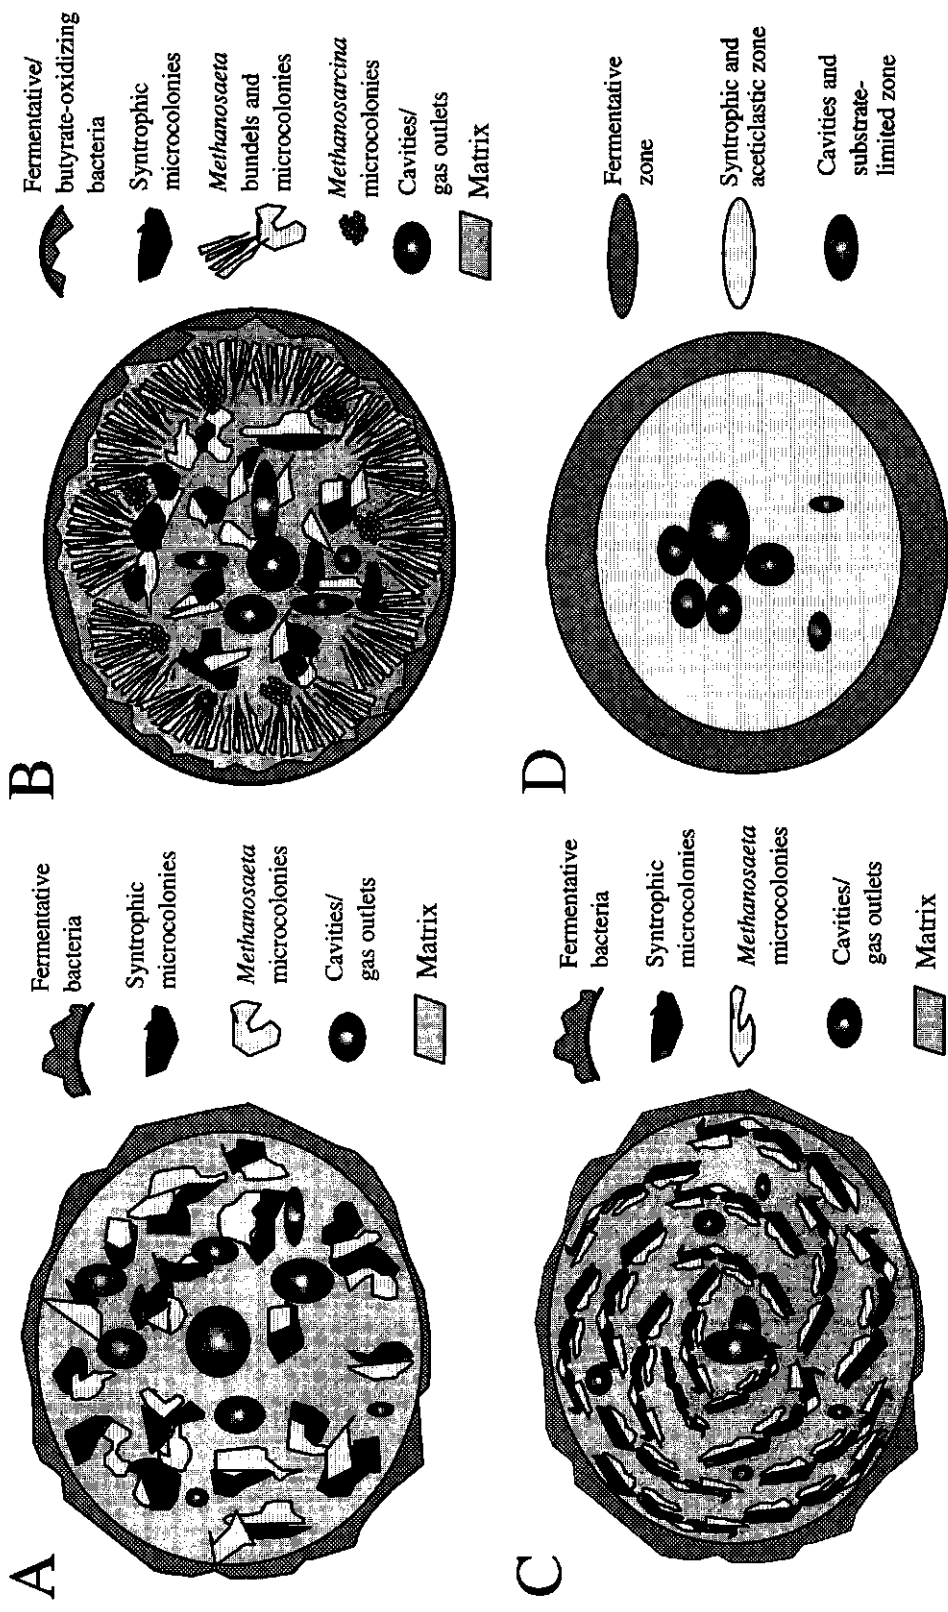 A
Fermentative
bacteria
Syntrophic
microcolonies
Methanosaeta
microcolonies
Cavities/
gas outlets
Matrix
B
Fermentative/
butyrate-oxidizing
bacteria
Syntrophic
microcolonies
Methanosaeta
bundels and
microcolonies
Methanosarcina
microcolonies
Cavities/
gas outlets
Matrix
C
Fermentative
bacteria
Syntrophic
microcolonies
Methanosaeta
microcolonies
Cavities/
gas outlets
Matrix
D
Fermentative
zone
Syntrophic and
aceticlastic zone
Cavities and
substrate-
limited zone